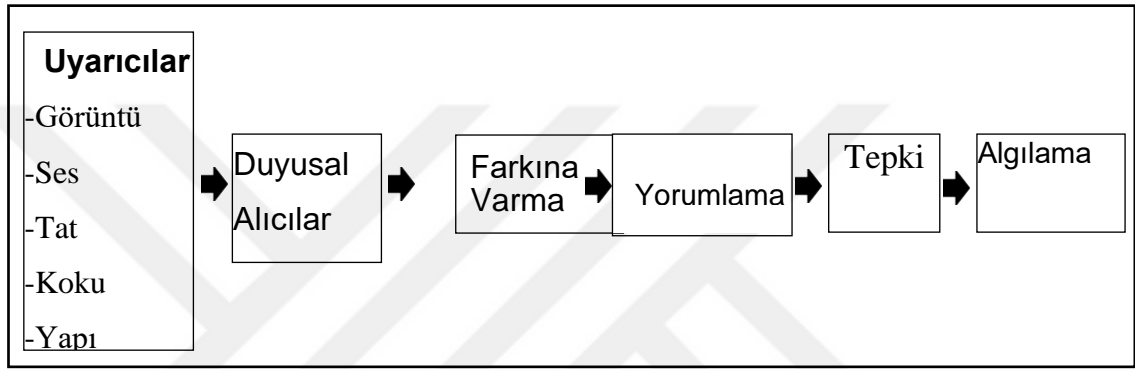 Uyarıcılar
-Görüntü
-Ses
-Tat
-Koku
-Yapı
Duyusal
Alıcılar
Farkına
Varma
Yorumlama
Tepki
Algılama